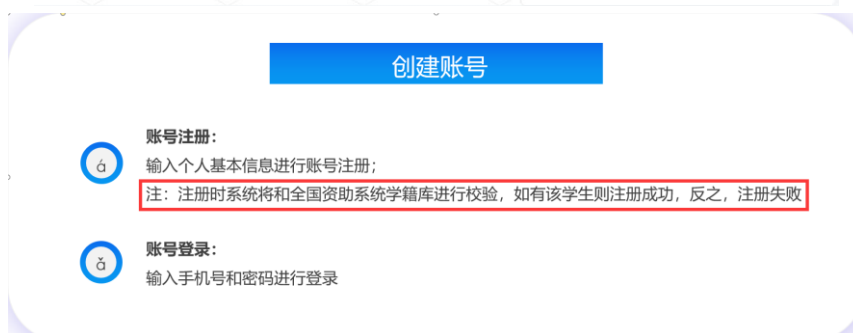 创建账号
账号注册：
ά
输入个人基本信息进行账号注册；
注：注册时系统将和全国资助系统学籍库进行校验，如有该学生则注册成功，反之，注册失败
账号登录：
ǎ
输入手机号和密码进行登录